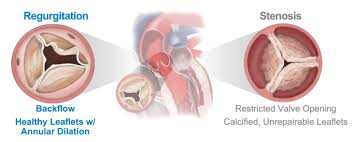 Regurgitation
Stenosis
Backflow
Healthy Leaflets w/
Annular Dilation
Restricted Valve Opening
Calcified, Unrepairable Leaflets